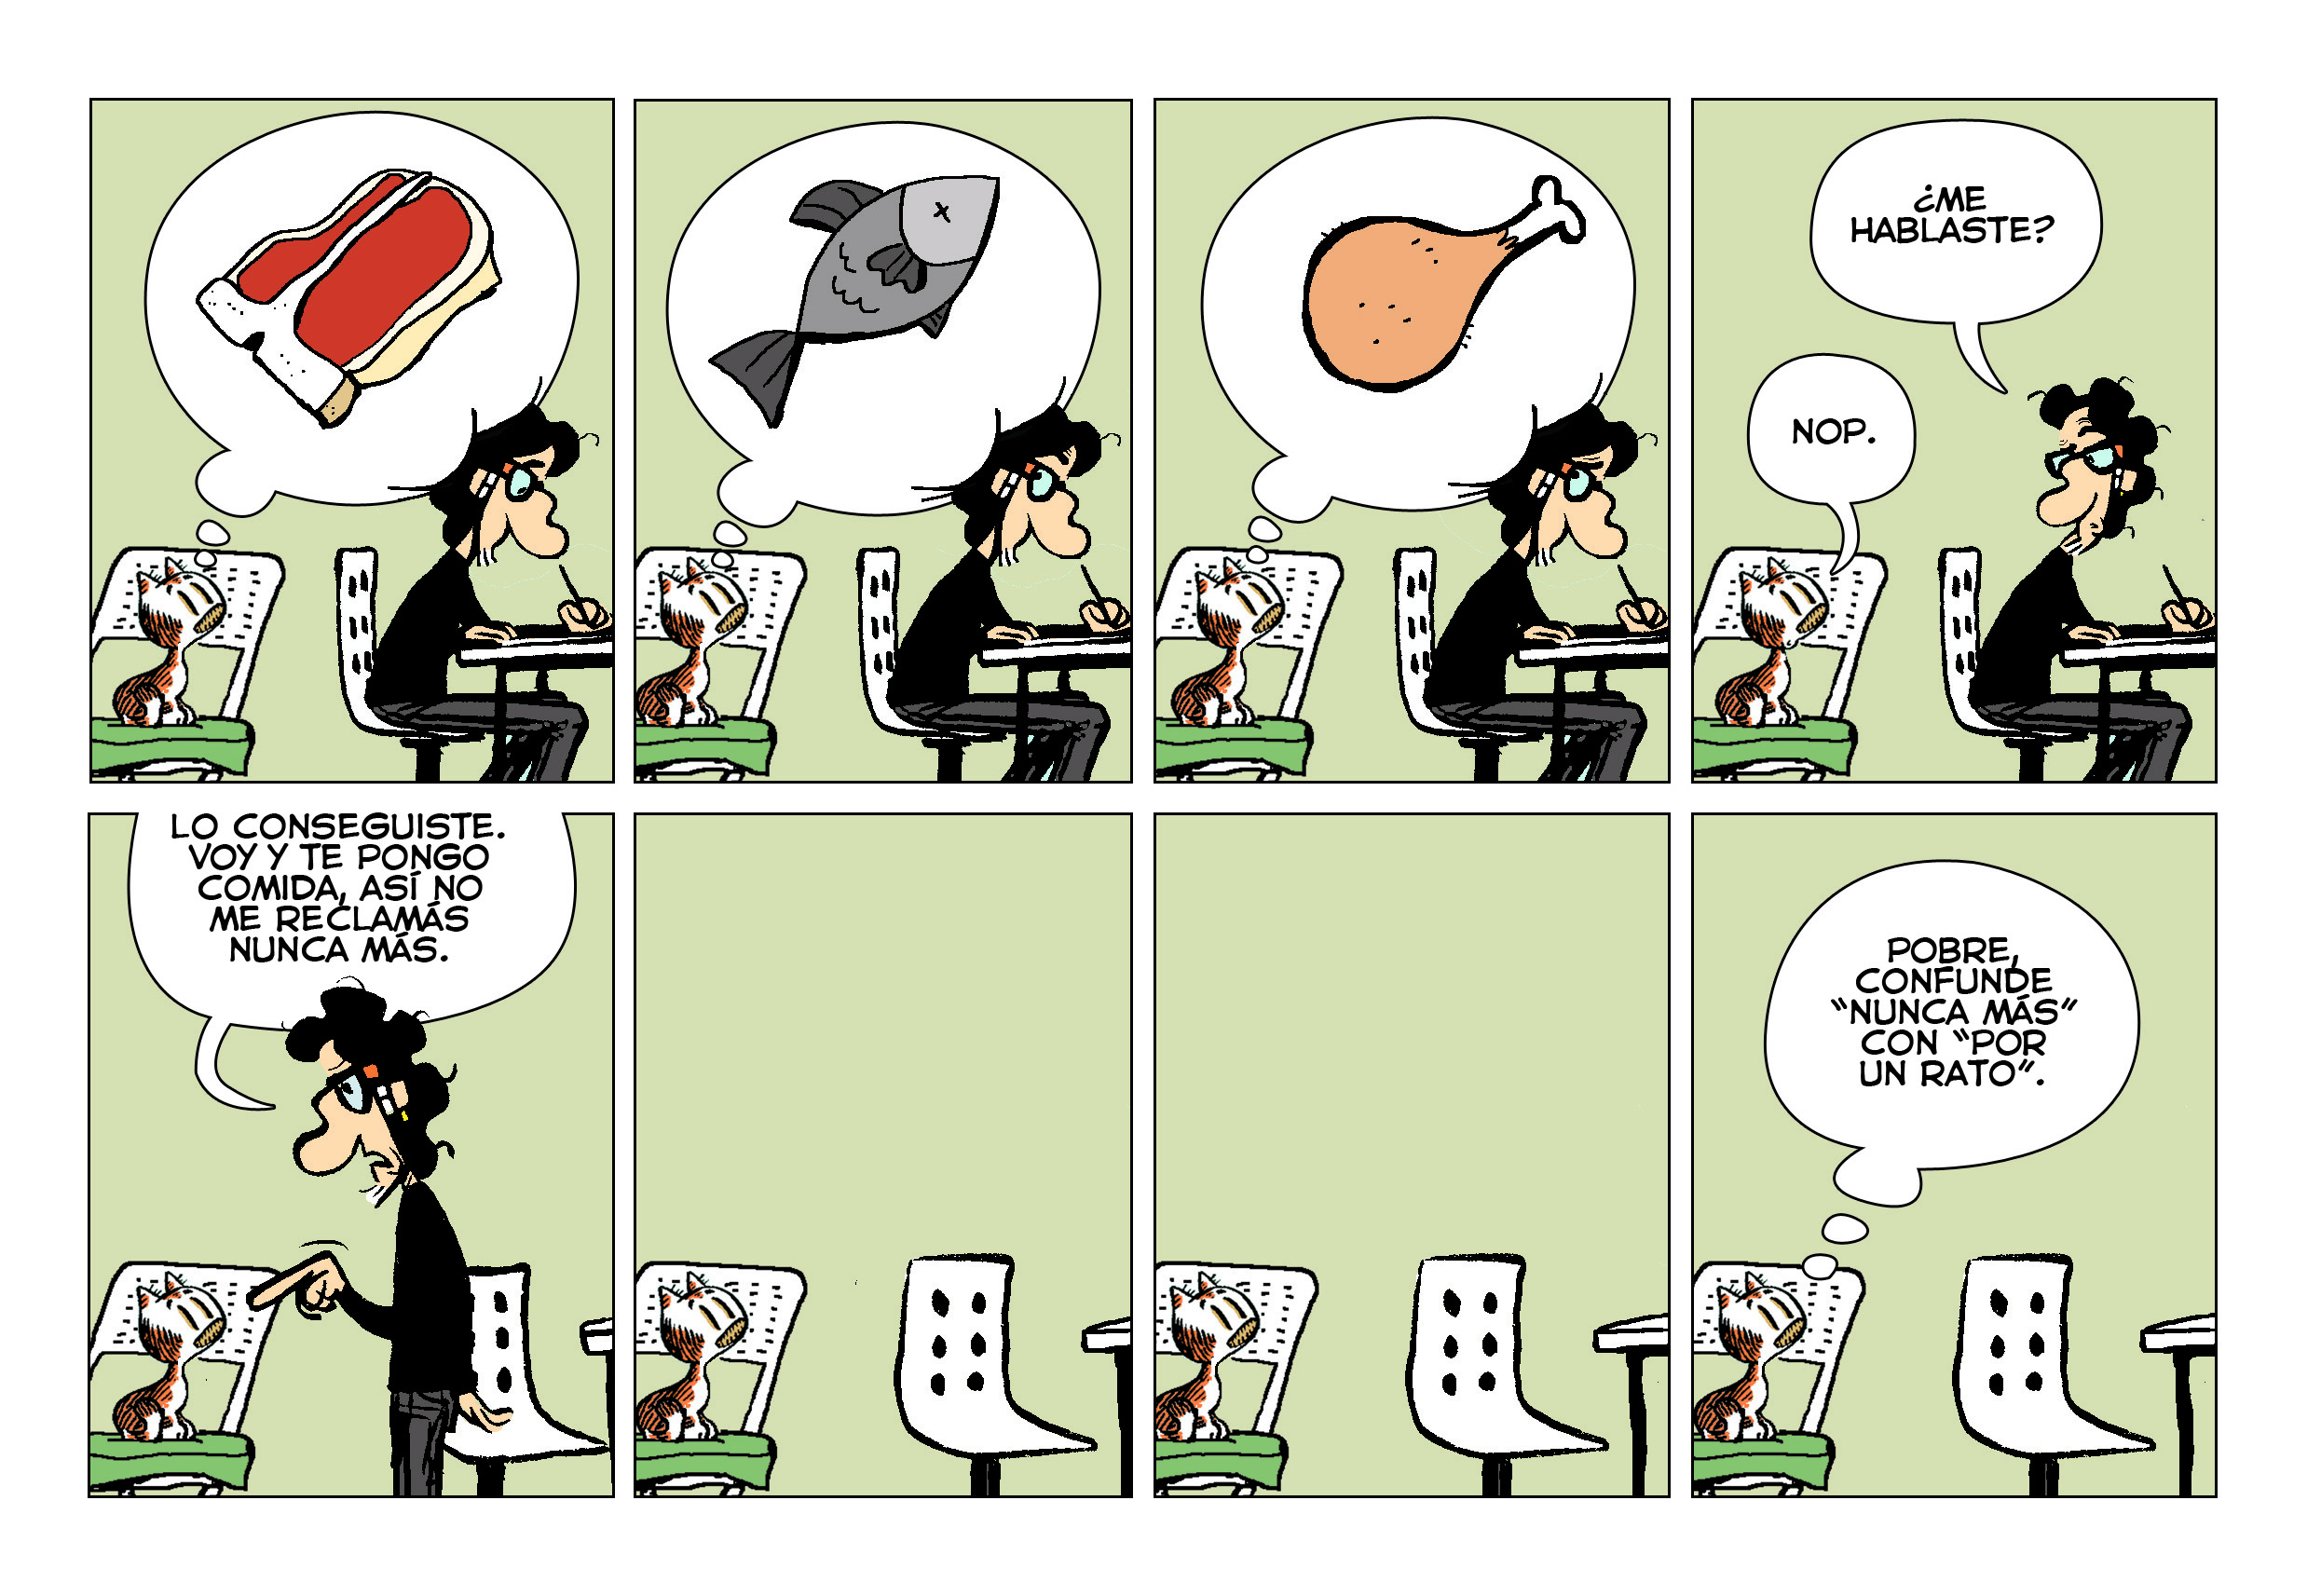 ¿ME
HABLASTE?
NOP.
LO CONSEGUISTE.
VOY Y TE PONGO
COMIDA, ASÍ NO
ME RECLAMÁS
NUNCA MÁS.
POBRE,
CONFUNDE
“NUNCA MÁS”
CON “POR
UN RATO”.